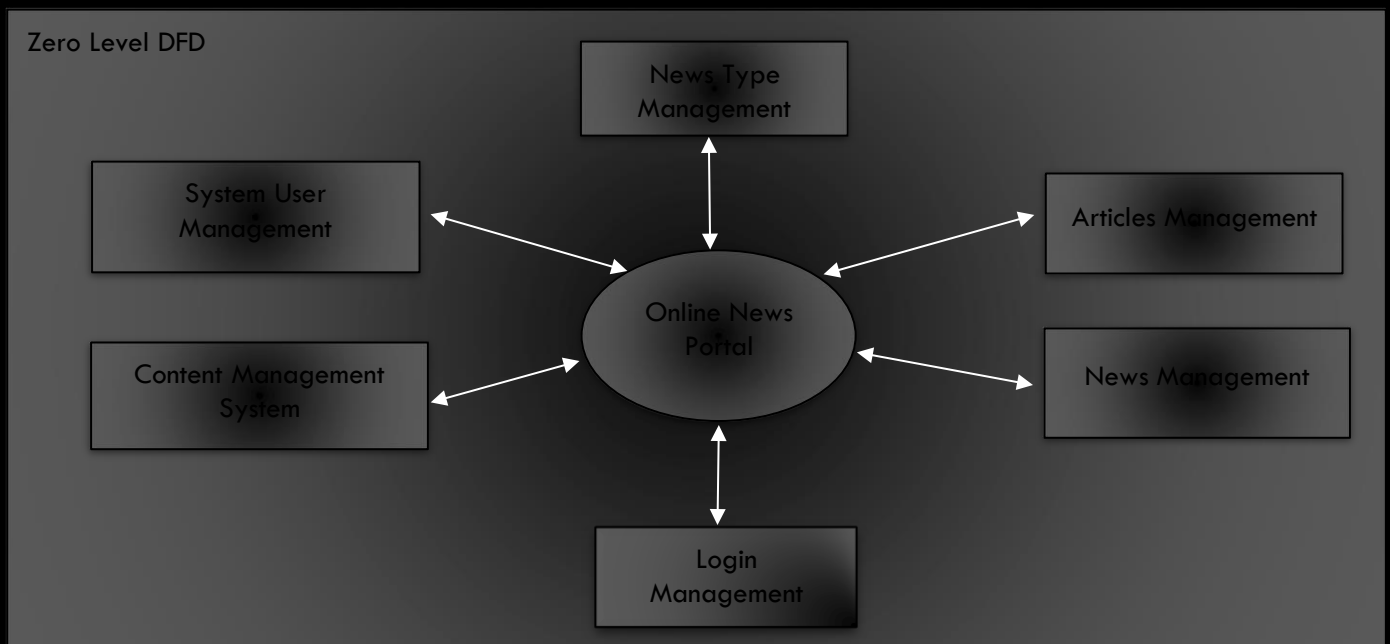 Zero Level DFD
News Type
Management
System User
Management
Articles Management
Online News
Portal
Content Management
System
News Management
Login
Management